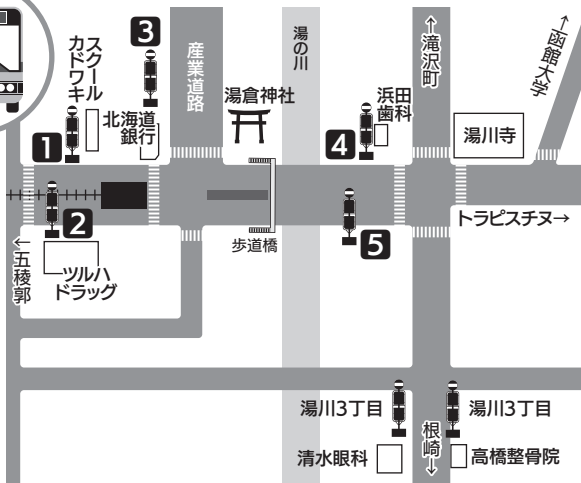 スクール
カドワキ
3
産業道路
湯の川
←滝沢町
←函館大学
北海道
銀行
湯倉神社
浜田
歯科
湯川寺
1
4
2
5
トラピスチヌ→
←五稜郭
ツルハ
ドラッグ
歩道橋
湯川3丁目
湯川3丁目
根崎→
清水眼科
高橋整骨院